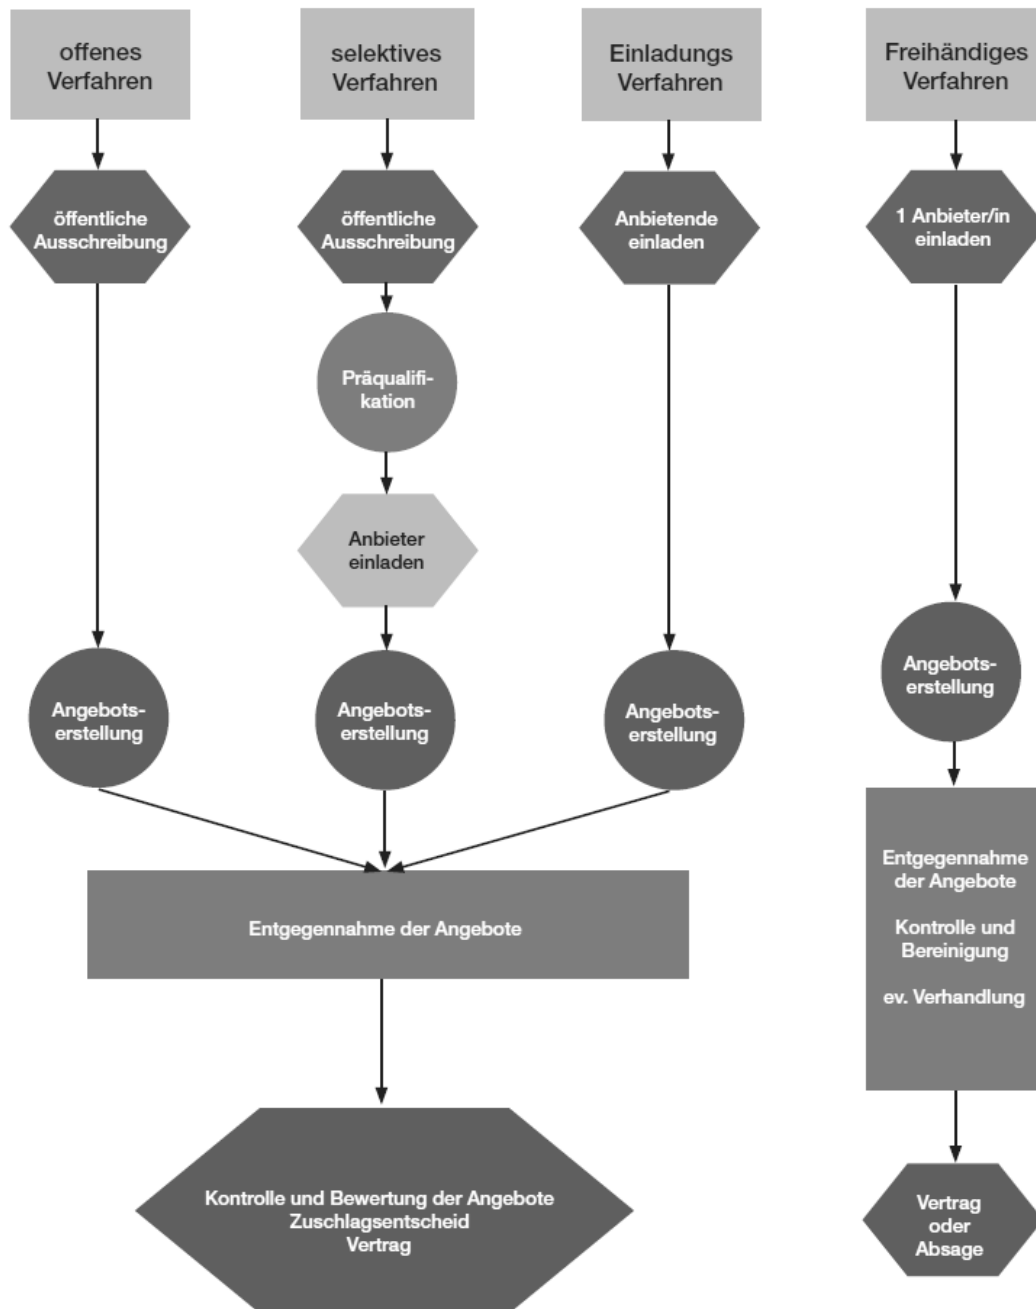 offenes
Verfahren
selektives
Verfahren
Einladungs
Verfahren
Freihändiges
Verfahren
öffentliche
Ausschreibung
öffentliche
Ausschreibung
Anbietende
einladen
1 Anbieter/in
einladen
Präqualifi-
kation
Anbieter
einladen
Angebots-
erstellung
Angebots-
erstellung
Angebots-
erstellung
Angebots-
erstellung
Entgegennahme der Angebote
Entgegennahme
der Angebote
Kontrolle und
Bereinigung
ev. Verhandlung
Kontrolle und Bewertung der Angebote
Zuschlagsentscheid
Vertrag
Vertrag
oder
Absage